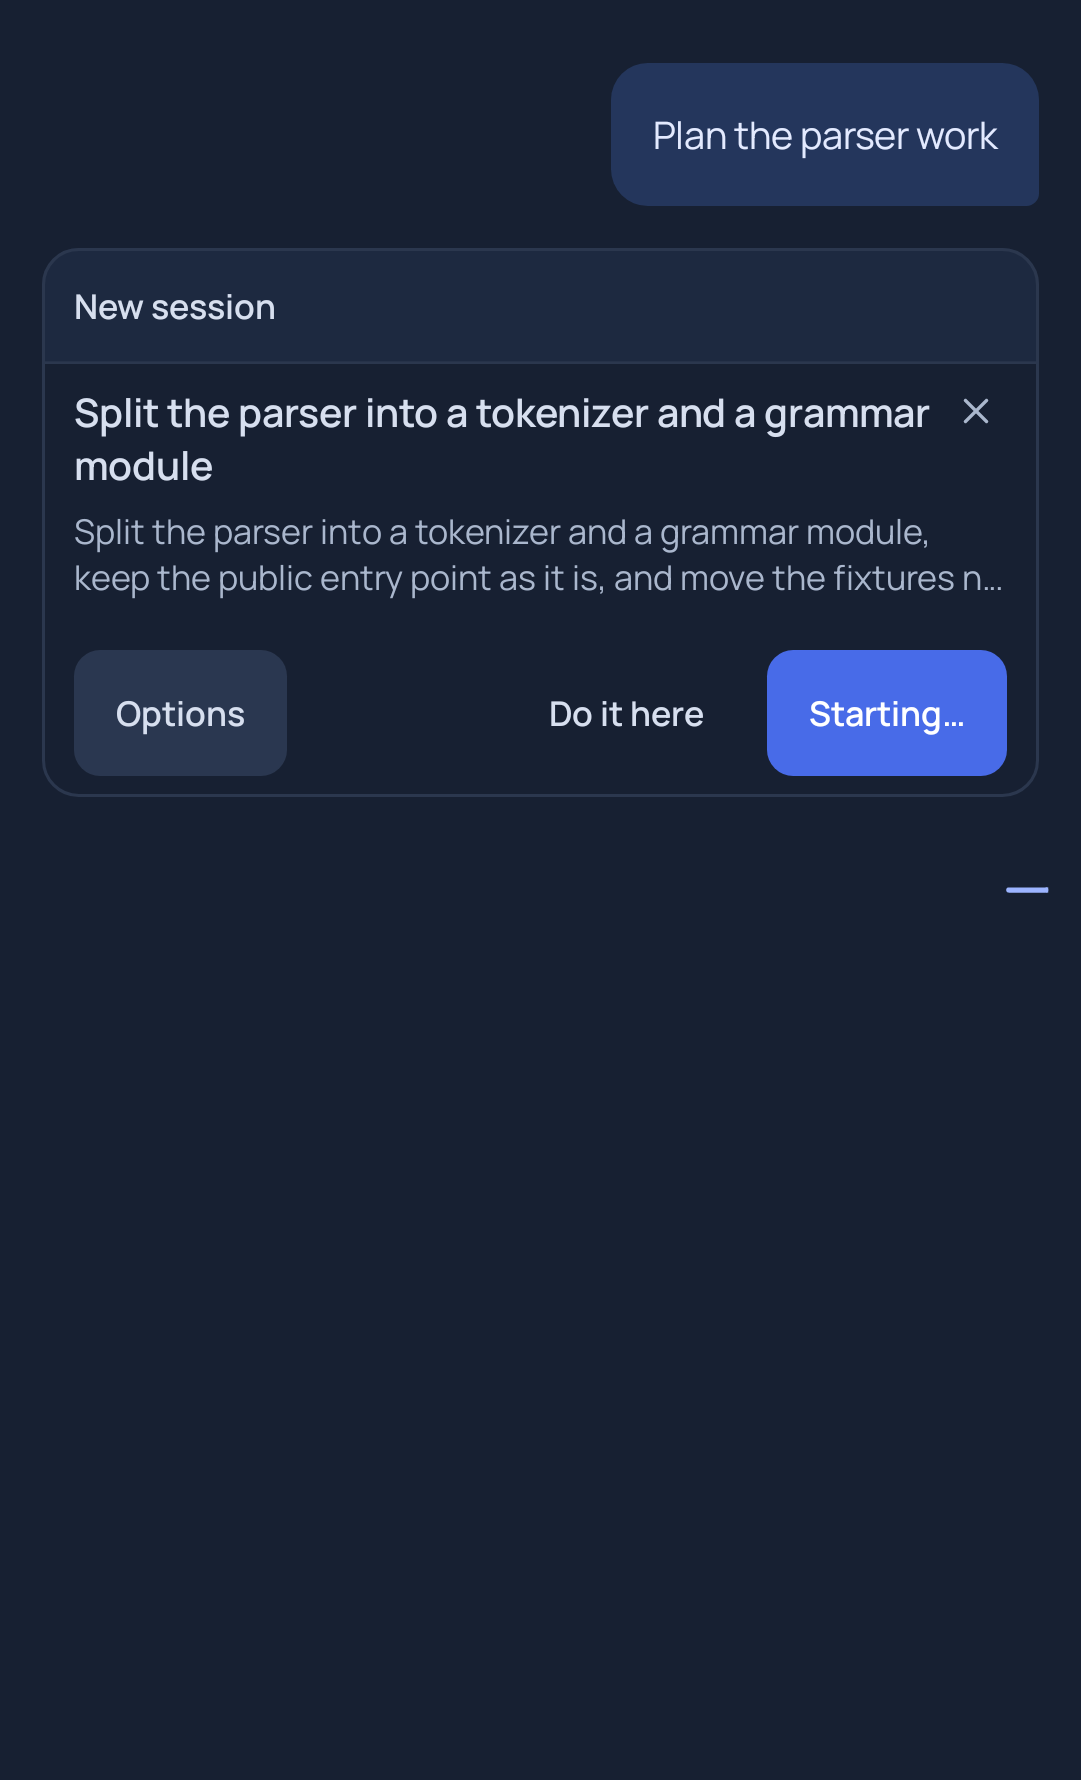 Plan the parser work
New session
Split the parser into a tokenizer and a grammar
module
Split the parser into a tokenizer and a grammar module,
keep the public entry point as it is, and move the fixtures n…
Options
Do it here
Starting…